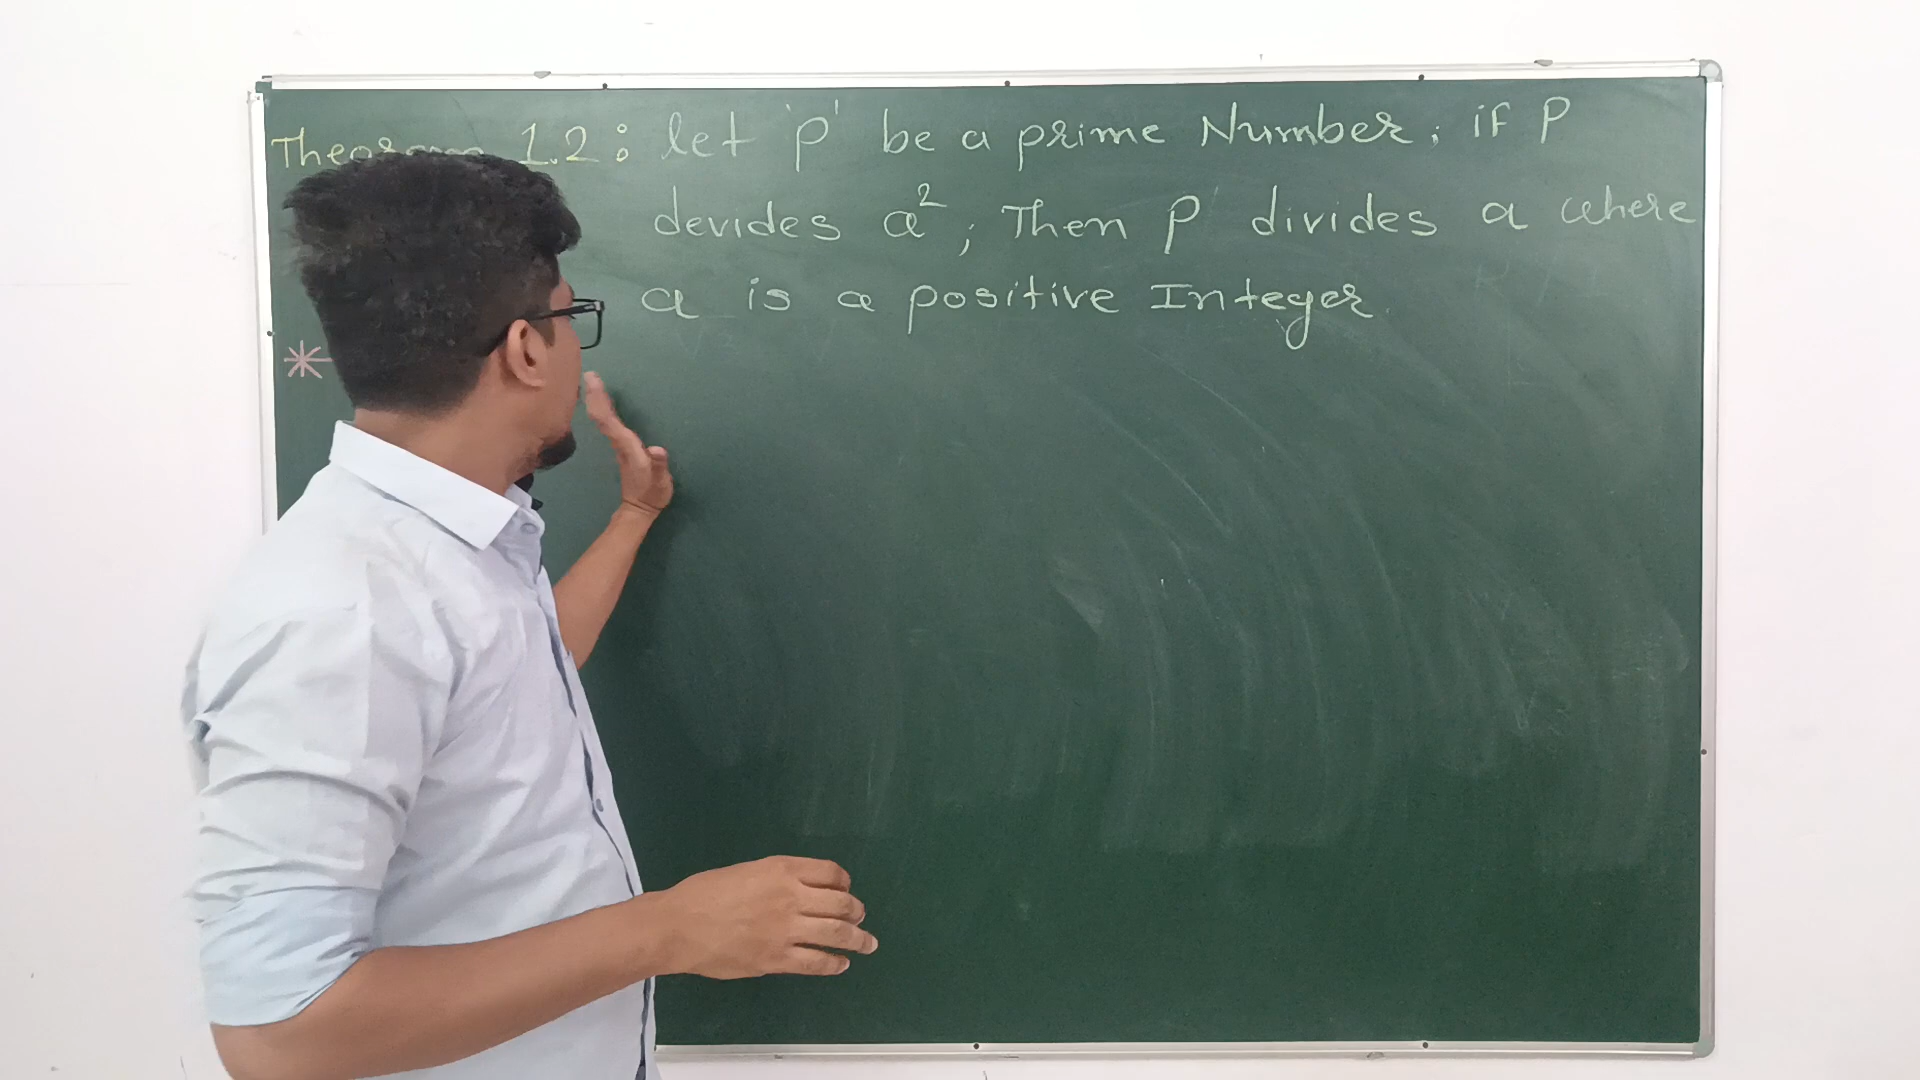 Theorem 1.2: let 'p' be a prime Number; if P
devides a²; Then P divides a where
a is a positive Integer.
*